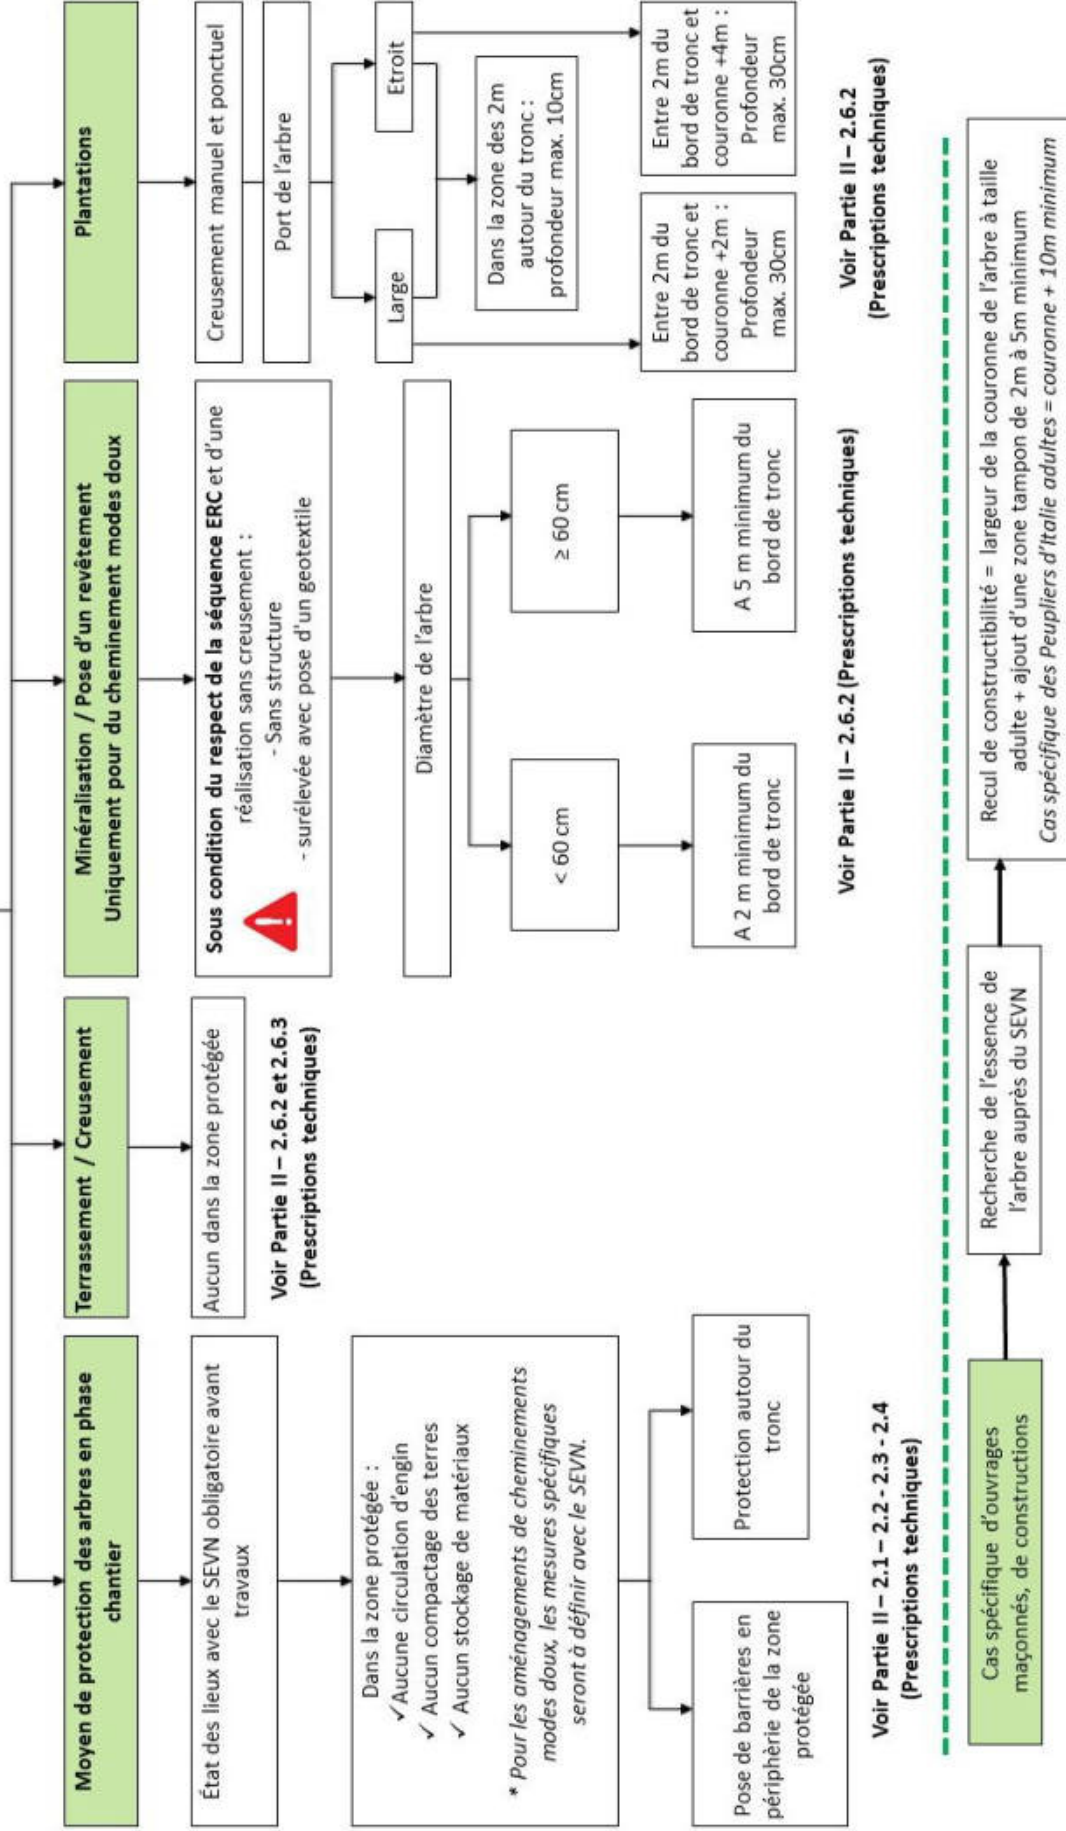 Moyen de protection des arbres en phase
chantier
État des lieux avec le SEVN obligatoire avant
travaux
Dans la zone protégée :
✓Aucune circulation d'engin
✓ Aucun compactage des terres
✓ Aucun stockage de matériaux
* Pour les aménagements de cheminements
modes doux, les mesures spécifiques
seront à définir avec le SEVN.
Pose de barrières en
périphèrie de la zone
protégée
Protection autour du
tronc
Voir Partie II – 2.1– 2.2 - 2.3 - 2.4
(Prescriptions techniques)
Terrassement / Creusement
Aucun dans la zone protégée
Voir Partie II – 2.6.2 et 2.6.3
(Prescriptions techniques)
Minéralisation / Pose d'un revêtement
Uniquement pour du cheminement modes doux
Sous condition du respect de la séquence ERC et d'une
réalisation sans creusement :
- Sans structure
- surélevée avec pose d'un geotextile
Diamètre de l'arbre
< 60 cm
≥ 60 cm
A 2 m minimum du
bord de tronc
A 5 m minimum du
bord de tronc
Voir Partie II – 2.6.2 (Prescriptions techniques)
Plantations
Creusement manuel et ponctuel
Port de l'arbre
Large
Etroit
Dans la zone des 2m
autour du tronc :
profondeur max. 10cm
Entre 2m du
bord de tronc et
couronne +2m :
Profondeur
max. 30cm
Entre 2m du
bord de tronc et
couronne +4m :
Profondeur
max. 30cm
Voir Partie II – 2.6.2
(Prescriptions techniques)
Cas spécifique d'ouvrages
maçonnés, de constructions
Recherche de l'essence de
l'arbre auprès du SEVN
Recul de constructibilité = largeur de la couronne de l'arbre à taille
adulte + ajout d'une zone tampon de 2m à 5m minimum
Cas spécifique des Peupliers d'Italie adultes = couronne + 10m minimum